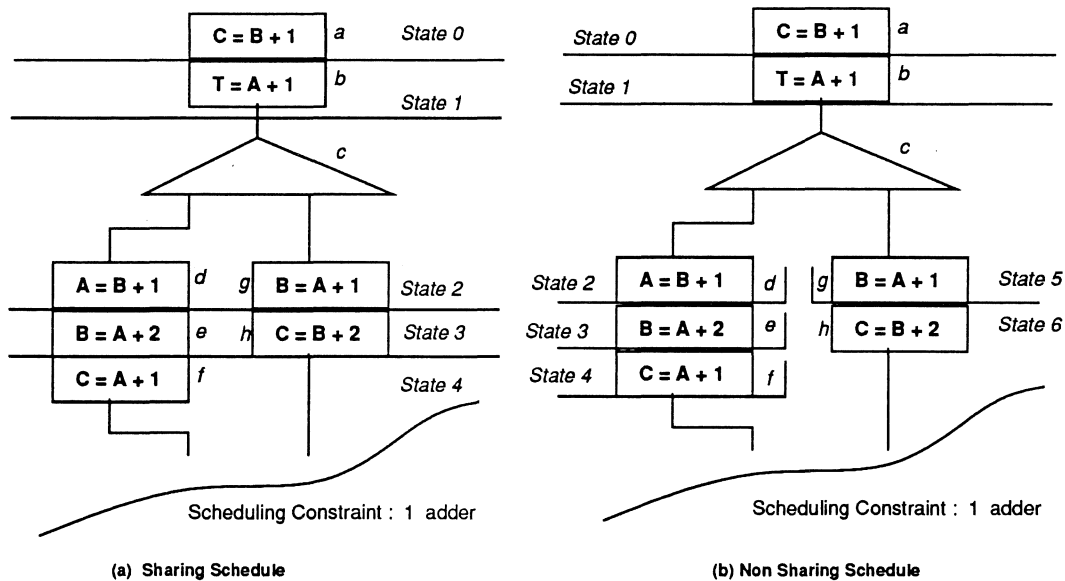 C = B + 1
a
State 0
T = A + 1
b
State 1
c
A = B + 1
d
g
B = A + 1
State 2
B = A + 2
e
h
C = B + 2
State 3
C = A + 1
f
State 4
Scheduling Constraint : 1 adder
(a) Sharing Schedule
C = B + 1
a
State 0
T = A + 1
b
State 1
c
State 2
A = B + 1
d
g
B = A + 1
State 5
State 3
B = A + 2
e
h
C = B + 2
State 6
State 4
C = A + 1
f
Scheduling Constraint : 1 adder
(b) Non Sharing Schedule